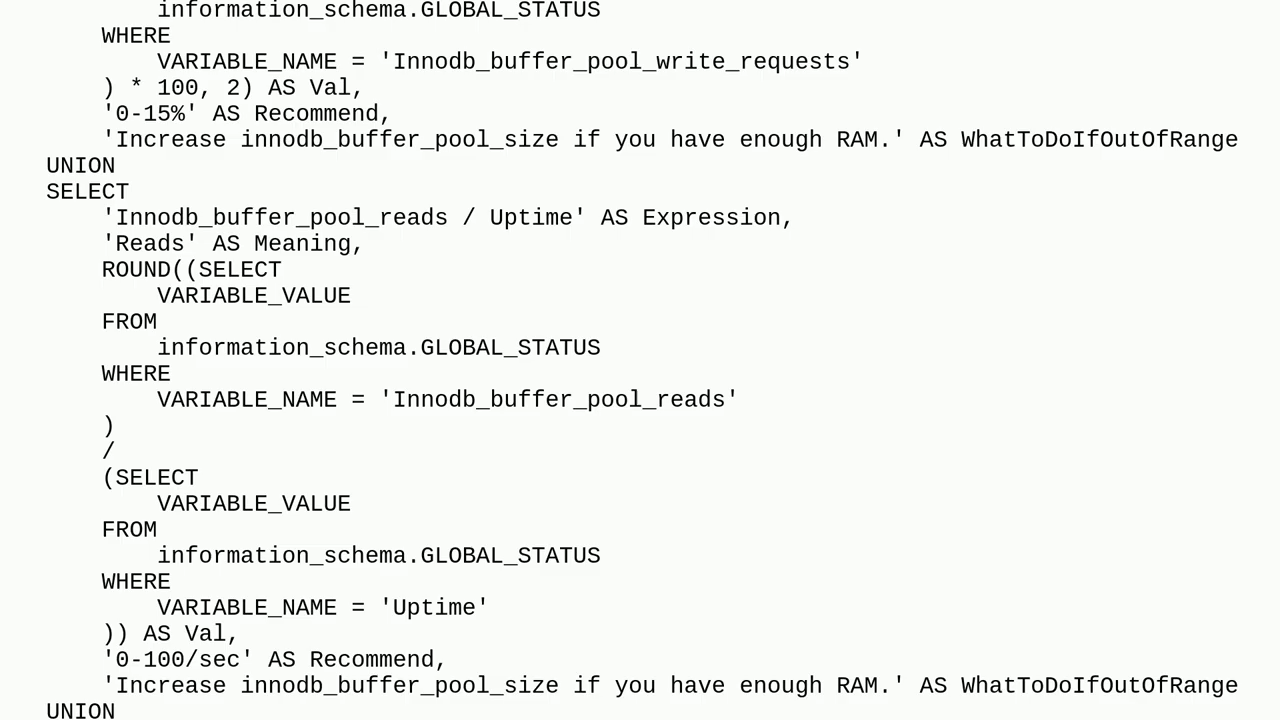 information_schema.GLOBAL_STATUS
    WHERE
        VARIABLE_NAME = 'Innodb_buffer_pool_write_requests'
    ) * 100, 2) AS Val,
    '0-15%' AS Recommend,
    'Increase innodb_buffer_pool_size if you have enough RAM.' AS WhatToDoIfOutOfRange
UNION
SELECT
    'Innodb_buffer_pool_reads / Uptime' AS Expression,
    'Reads' AS Meaning,
    ROUND((SELECT
        VARIABLE_VALUE
    FROM
        information_schema.GLOBAL_STATUS
    WHERE
        VARIABLE_NAME = 'Innodb_buffer_pool_reads'
    )
    /
    (SELECT
        VARIABLE_VALUE
    FROM
        information_schema.GLOBAL_STATUS
    WHERE
        VARIABLE_NAME = 'Uptime'
    )) AS Val,
    '0-100/sec' AS Recommend,
    'Increase innodb_buffer_pool_size if you have enough RAM.' AS WhatToDoIfOutOfRange
UNION